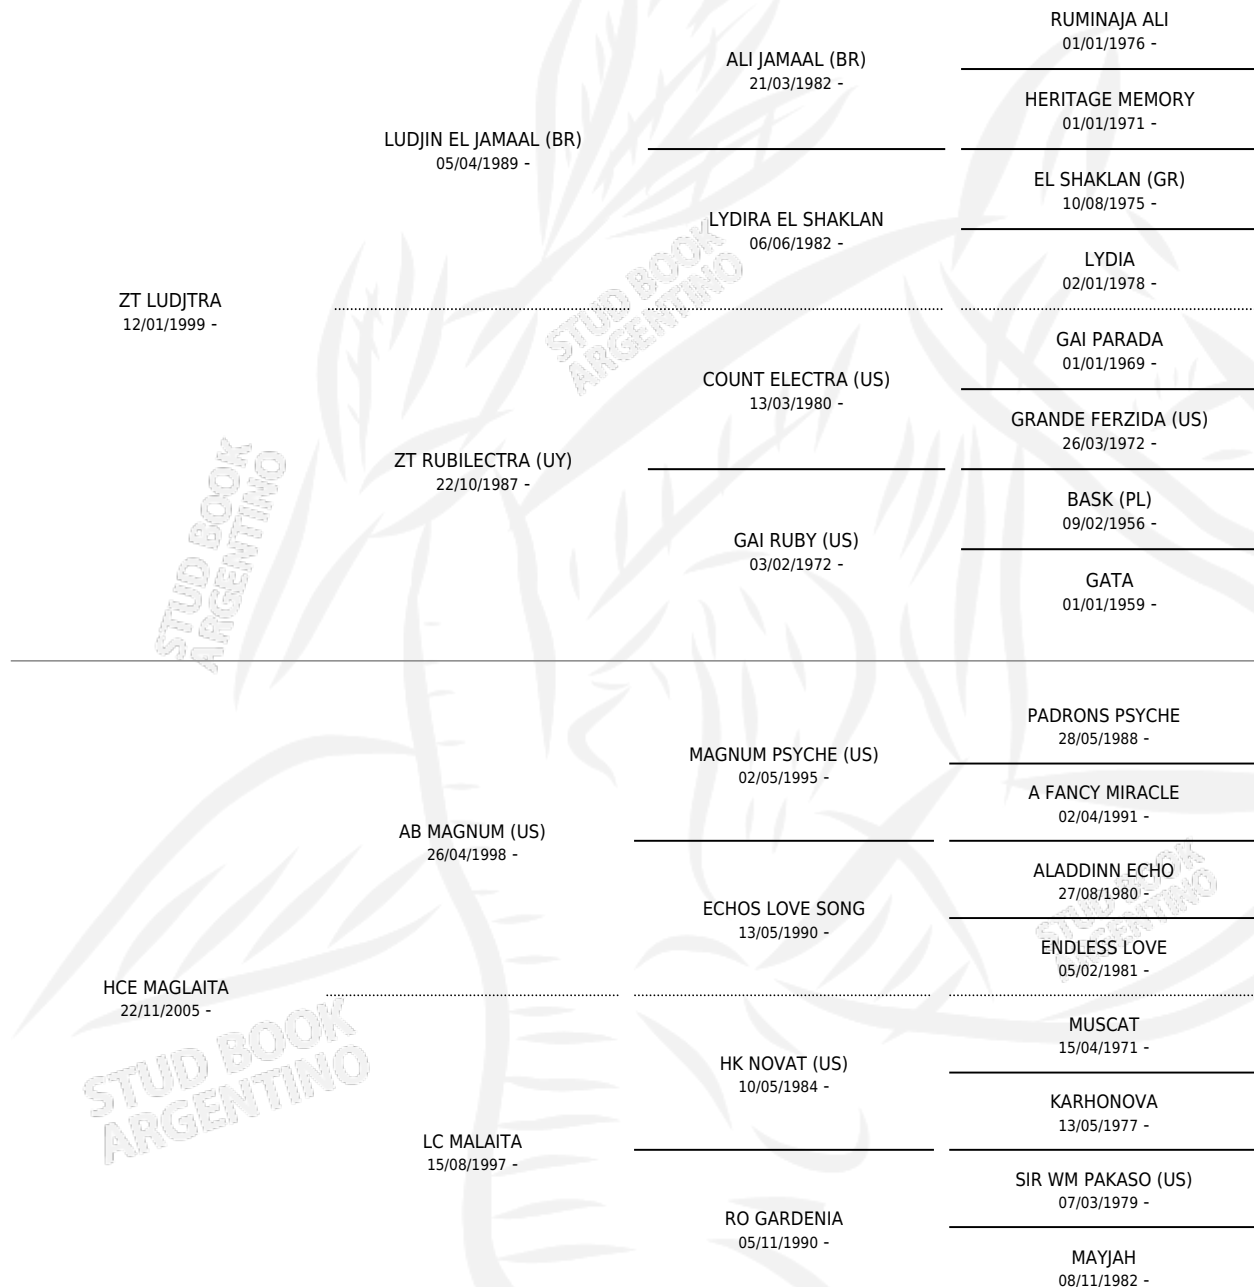 RUMINAJA ALI
01/01/1976 -
ALI JAMAAL (BR)
21/03/1982 -
HERITAGE MEMORY
01/01/1971 -
LUDJIN EL JAMAAL (BR)
05/04/1989 -
EL SHAKLAN (GR)
10/08/1975 -
LYDIRA EL SHAKLAN
06/06/1982 -
LYDIA
02/01/1978 -
ZT LUDJTRA
12/01/1999 -
GAI PARADA
01/01/1969 -
COUNT ELECTRA (US)
13/03/1980 -
GRANDE FERZIDA (US)
26/03/1972 -
ZT RUBILECTRA (UY)
22/10/1987 -
BASK (PL)
09/02/1956 -
GAI RUBY (US)
03/02/1972 -
GATA
01/01/1959 -
PADRONS PSYCHE
28/05/1988 -
MAGNUM PSYCHE (US)
02/05/1995 -
A FANCY MIRACLE
02/04/1991 -
AB MAGNUM (US)
26/04/1998 -
ALADDINN ECHO
27/08/1980 -
ECHOS LOVE SONG
13/05/1990 -
ENDLESS LOVE
05/02/1981 -
HCE MAGLAITA
22/11/2005 -
MUSCAT
15/04/1971 -
HK NOVAT (US)
10/05/1984 -
KARHONOVA
13/05/1977 -
LC MALAITA
15/08/1997 -
SIR WM PAKASO (US)
07/03/1979 -
RO GARDENIA
05/11/1990 -
MAYJAH
08/11/1982 -
STUD BOOK
ARGENTINO
STUD BOOK
ARGENTINO
STUD BOOK
ARGENTINO
STUD BOOK
ARGENTINO